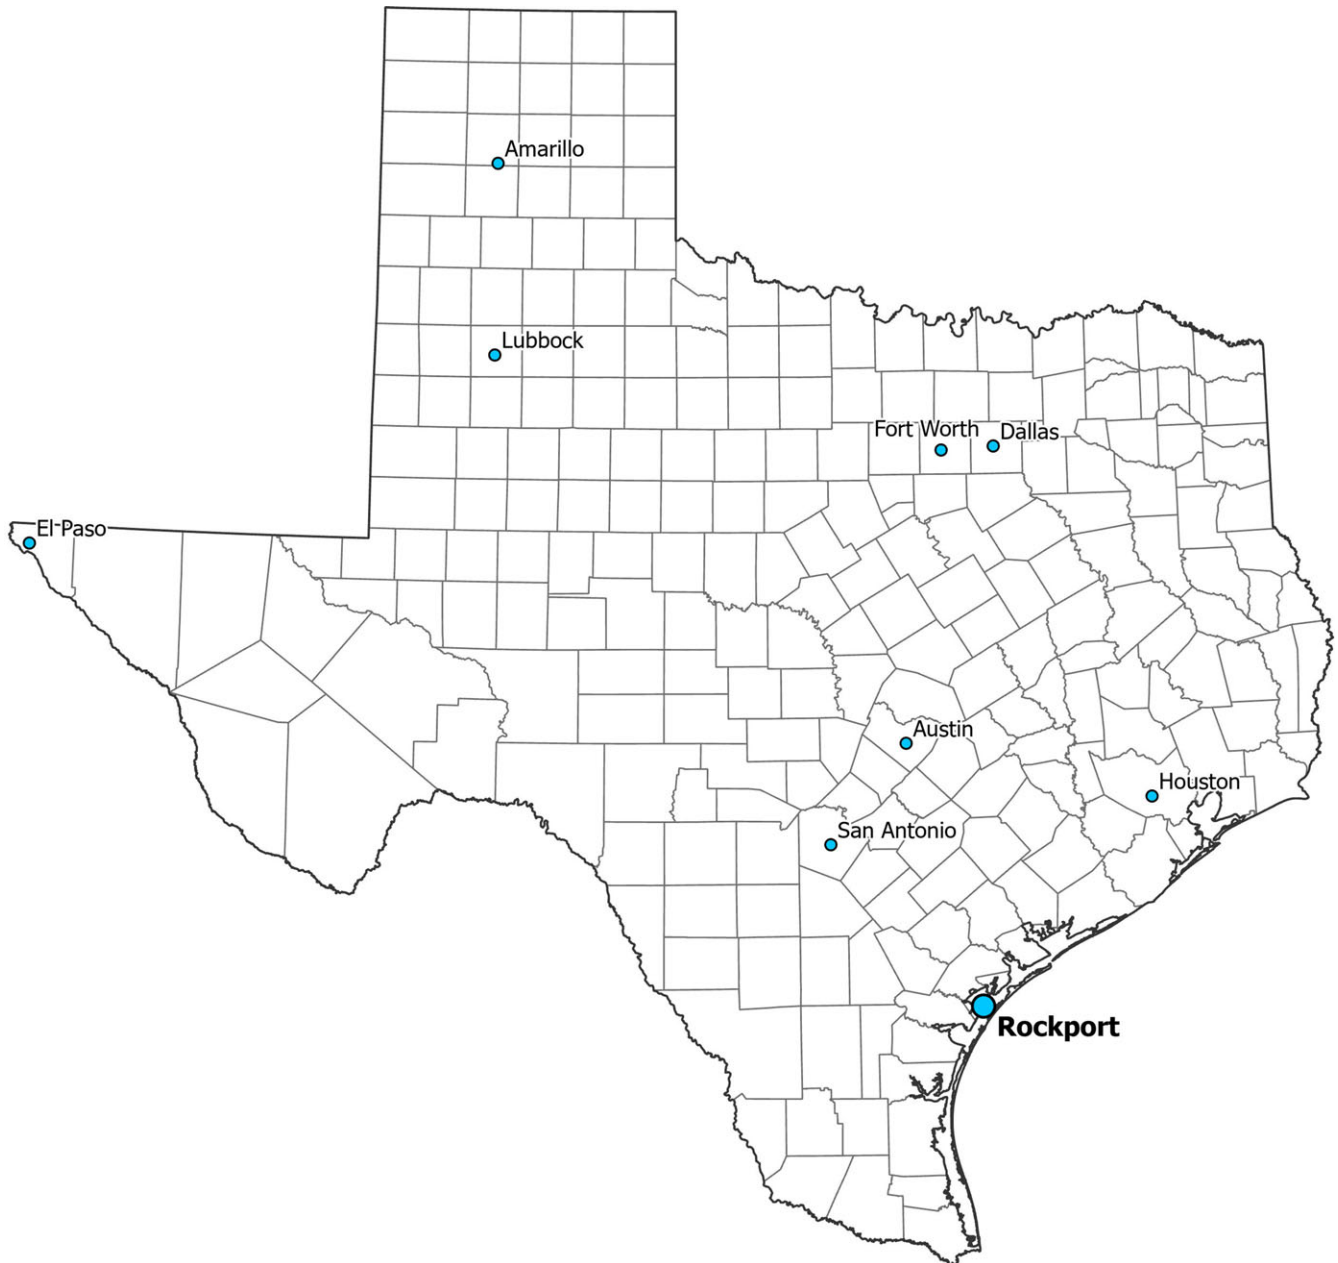 Amarillo
Lubbock
Fort Worth
Dallas
El Paso
Austin
Houston
San Antonio
Rockport